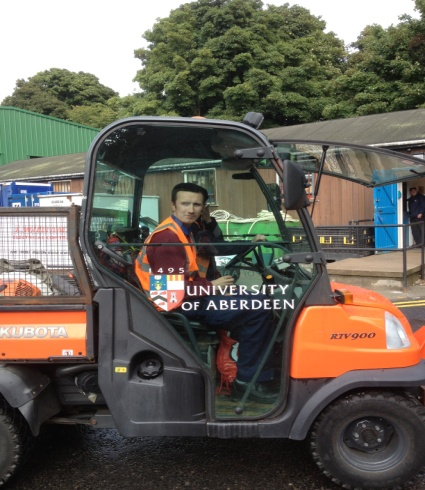 1495
UNIVERSITY
OF ABERDEEN
KUBOTA
RTV900